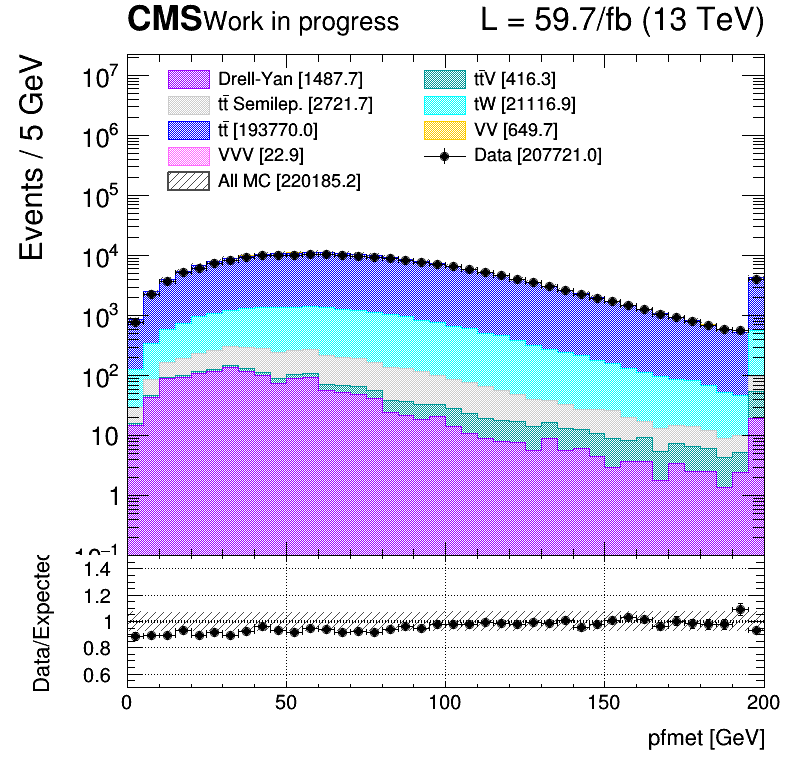 CMS Work in progress L = 59.7/fb (13 TeV)
Events / 5 GeV
10⁷
10⁶
10⁵
10⁴
10³
10²
10
1
10⁻¹
Drell-Yan [1487.7]
tt̄ Semilep. [2721.7]
tt̄ [193770.0]
VVV [22.9]
All MC [220185.2]
tt̄V [416.3]
tW [21116.9]
VV [649.7]
Data [207721.0]
Data/Expected
1.4
1.2
1
0.8
0.6
0 50 100 150 200
pfmet [GeV]